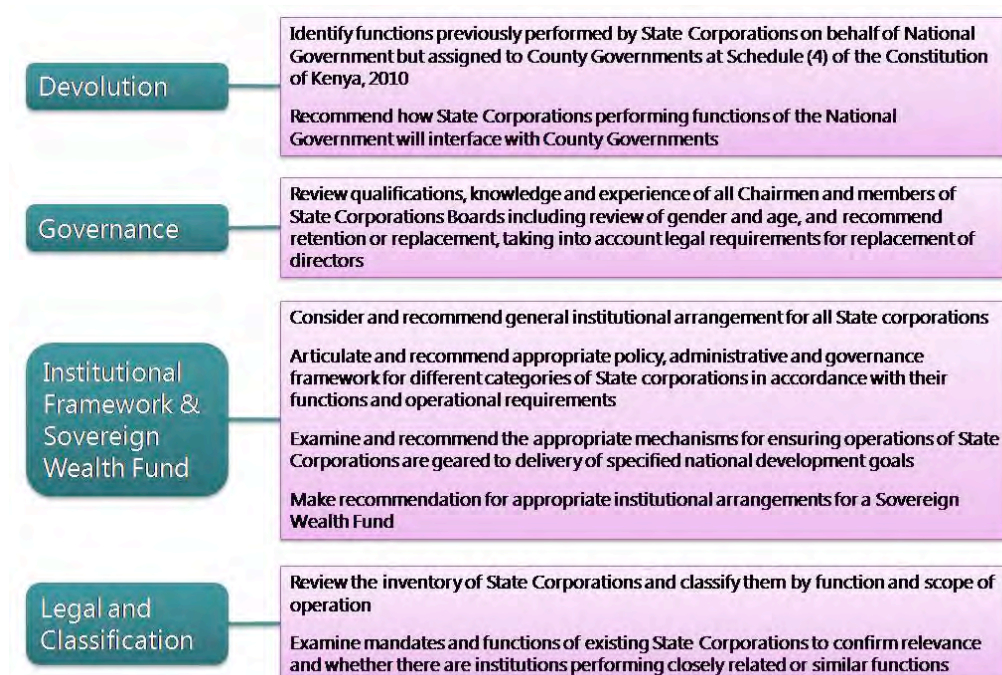 Devolution
Identify functions previously performed by State Corporations on behalf of National
Government but assigned to County Governments at Schedule (4) of the Constitution
of Kenya, 2010
Recommend how State Corporations performing functions of the National
Government will interface with County Governments
Governance
Review qualifications, knowledge and experience of all Chairmen and members of
State Corporations Boards including review of gender and age, and recommend
retention or replacement, taking into account legal requirements for replacement of
directors
Institutional
Framework &
Sovereign
Wealth Fund
Consider and recommend general institutional arrangement for all State corporations
Articulate and recommend appropriate policy, administrative and governance
framework for different categories of State corporations in accordance with their
functions and operational requirements
Examine and recommend the appropriate mechanisms for ensuring operations of State
Corporations are geared to delivery of specified national development goals
Make recommendation for appropriate institutional arrangements for a Sovereign
Wealth Fund
Legal and
Classification
Review the inventory of State Corporations and classify them by function and scope of
operation
Examine mandates and functions of existing State Corporations to confirm relevance
and whether there are institutions performing closely related or similar functions